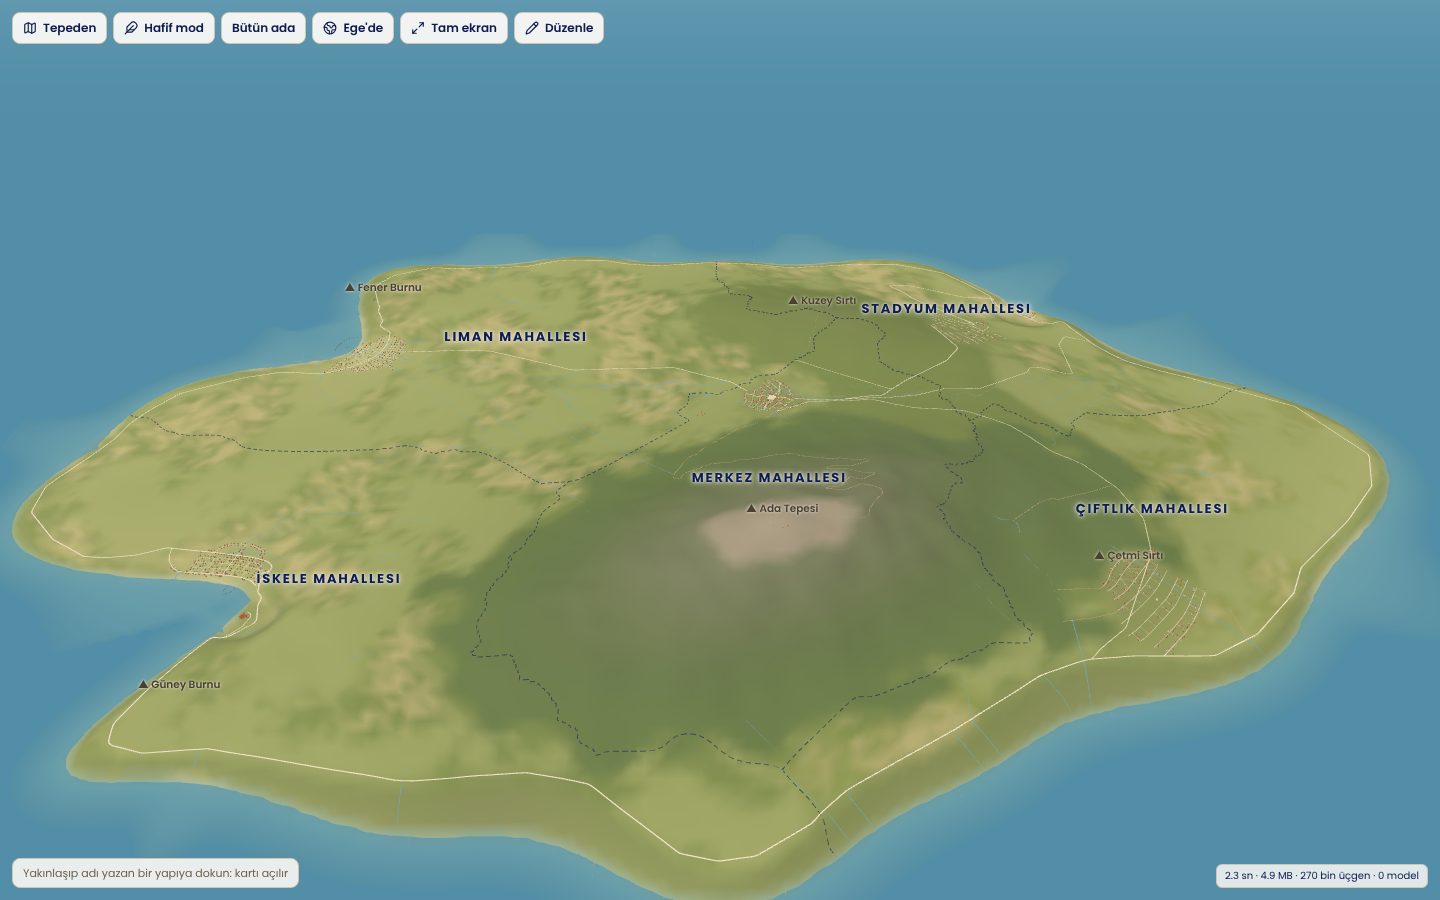 Tepeden
Hafif mod
Bütün ada
Ege'de
Tam ekran
Düzenle
Fener Burnu
Kuzey Sırtı
STADYUM MAHALLESI
LIMAN MAHALLESI
MERKEZ MAHALLESI
Ada Tepesi
ÇIFTLIK MAHALLESI
Çetmi Sırtı
İSKELE MAHALLESI
Güney Burnu
Yakınlaşıp adı yazan bir yapıya dokun: kartı açılır
2.3 sn · 4.9 MB · 270 bin üçgen · 0 model